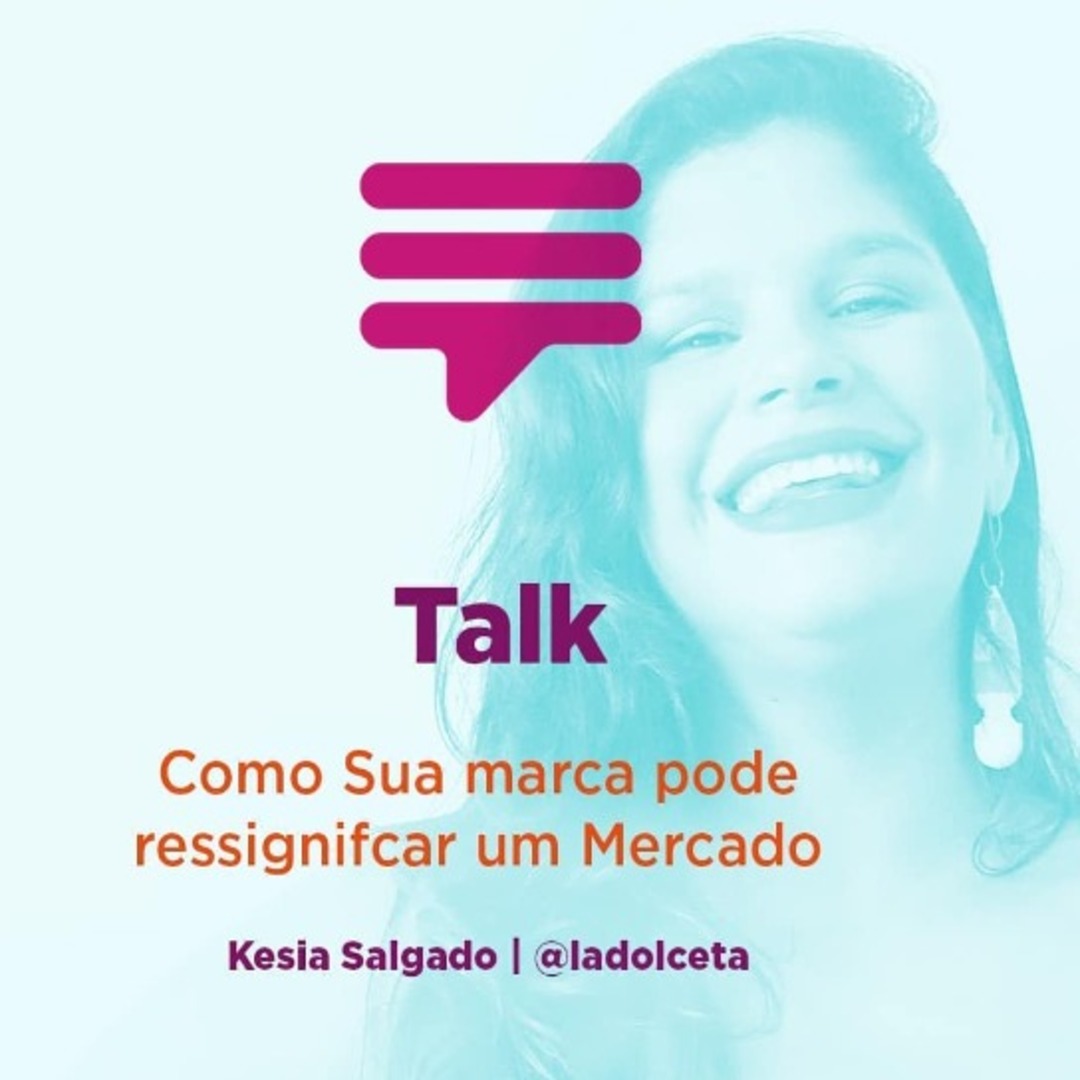 Talk
Como Sua marca pode
ressignifcar um Mercado
Kesia Salgado | @ladolceta